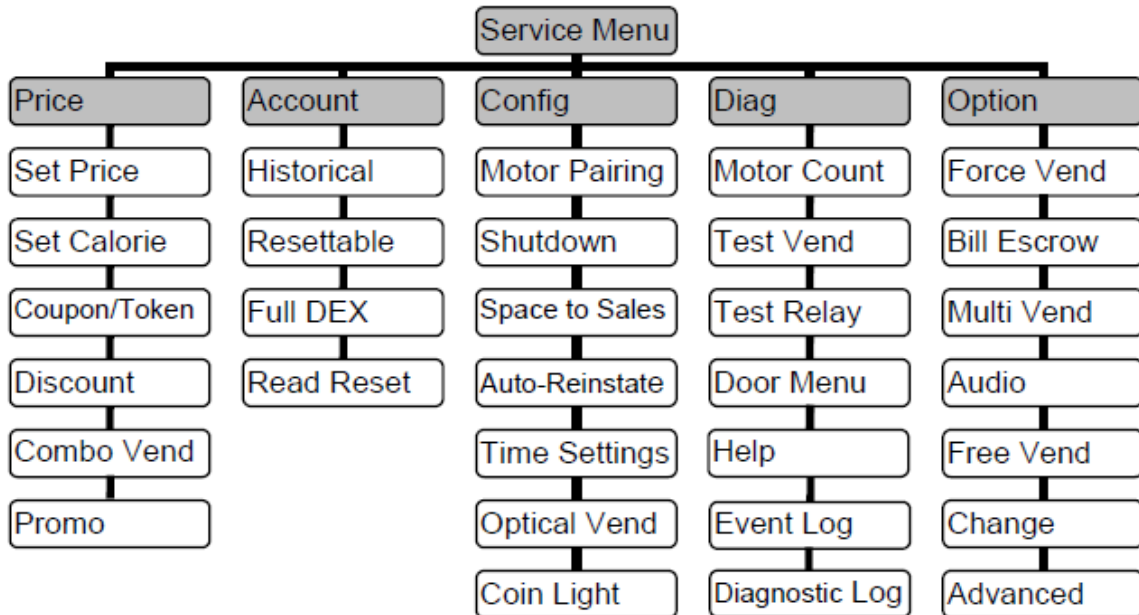 Service Menu
Price
Account
Config
Diag
Option
Set Price
Historical
Motor Pairing
Motor Count
Force Vend
Set Calorie
Resettable
Shutdown
Test Vend
Bill Escrow
Coupon/Token
Full DEX
Space to Sales
Test Relay
Multi Vend
Discount
Read Reset
Auto-Reinstate
Door Menu
Audio
Combo Vend
Time Settings
Help
Free Vend
Promo
Optical Vend
Event Log
Change
Coin Light
Diagnostic Log
Advanced